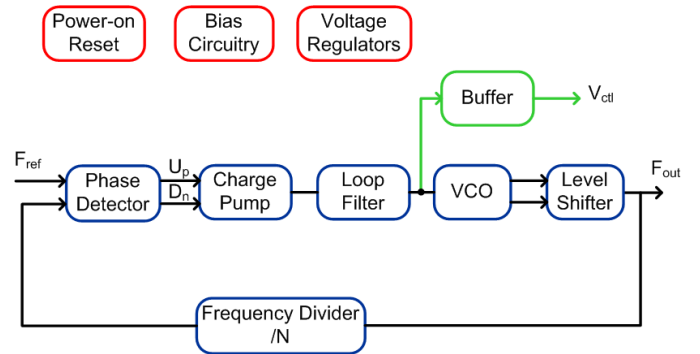 Power-on
Reset
Bias
Circuitry
Voltage
Regulators
Buffer
Vctl
Fref
Phase
Detector
Up
Dn
Charge
Pump
Loop
Filter
VCO
Level
Shifter
Fout
Frequency Divider
/N